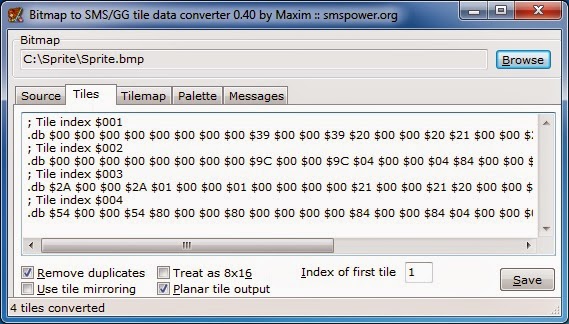 Bitmap to SMS/GG tile data converter 0.40 by Maxim :: smspower.org
Bitmap
C:\Sprite\Sprite.bmp
Browse
Source Tiles Tilemap Palette Messages
; Tile index $001
.db $00 $00 $00 $00 $00 $00 $00 $00 $39 $00 $00 $39 $20 $00 $00 $20 $21 $00 $00
; Tile index $002
.db $00 $00 $00 $00 $00 $00 $00 $00 $9C $00 $00 $9C $04 $00 $00 $04 $84 $00 $00
; Tile index $003
.db $2A $00 $00 $2A $01 $00 $00 $01 $00 $00 $00 $00 $21 $00 $00 $21 $20 $00 $00
; Tile index $004
.db $54 $00 $00 $54 $80 $00 $00 $80 $00 $00 $00 $00 $84 $00 $00 $84 $04 $00 $00
Remove duplicates Treat as 8x16 Index of first tile 1
Use tile mirroring Planar tile output Save
4 tiles converted